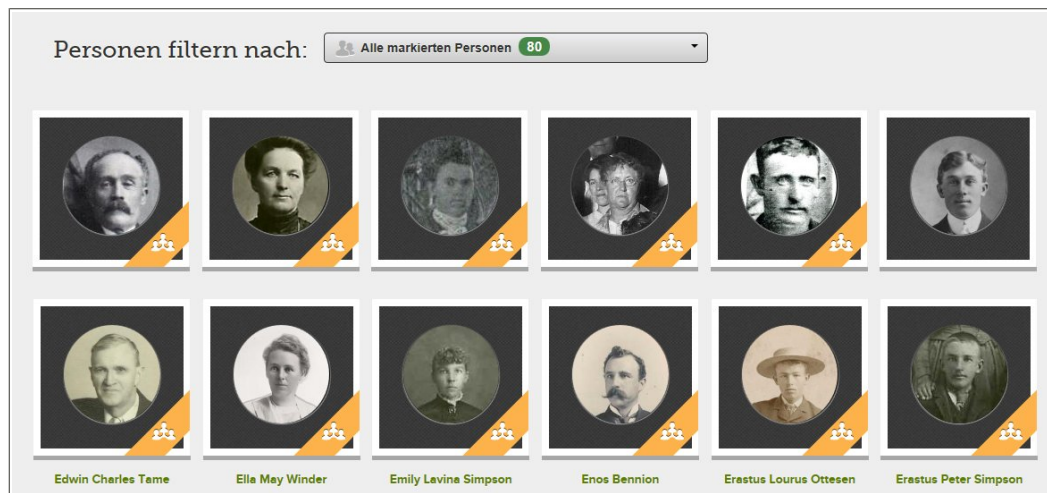 Personen filtern nach:
Alle markierten Personen 80
Edwin Charles Tame
Ella May Winder
Emily Lavina Simpson
Enos Bennion
Erastus Lourus Ottesen
Erastus Peter Simpson